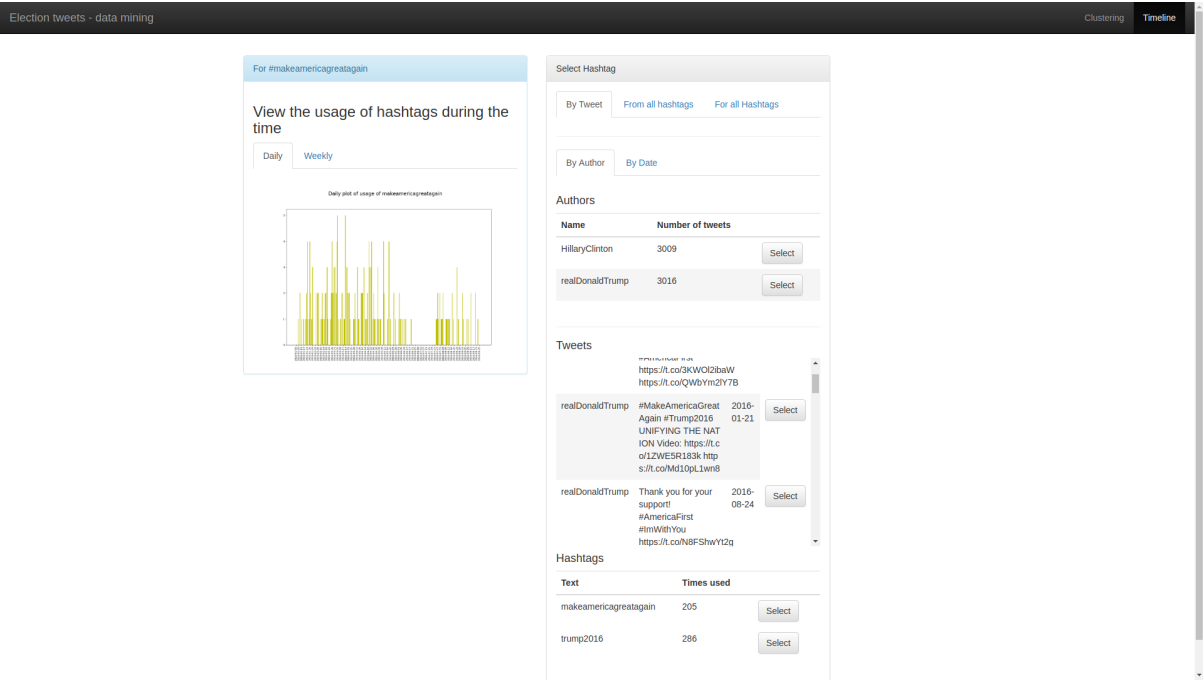 Election tweets - data mining
Clustering
Timeline
For #makeamericagreatagain
View the usage of hashtags during the
time
Daily
Weekly
Daily plot of usage of makeamericagreatagain
Select Hashtag
By Tweet
From all hashtags
For all Hashtags
By Author
By Date
Authors
Name Number of tweets
HillaryClinton 3009 Select
realDonaldTrump 3016 Select
Tweets
#AmericaFirst
https://t.co/3KWOl2ibaW
https://t.co/QWbYm2lY7B
realDonaldTrump #MakeAmericaGreat 2016- Select
Again #Trump2016 01-21
UNIFYING THE NAT
ION Video: https://t.c
o/1ZWE5R183k http
s://t.co/Md10pL1wn8
realDonaldTrump Thank you for your 2016- Select
support! 08-24
#AmericaFirst
#ImWithYou
https://t.co/N8FShwYt2g
Hashtags
Text Times used
makeamericagreatagain 205 Select
trump2016 286 Select